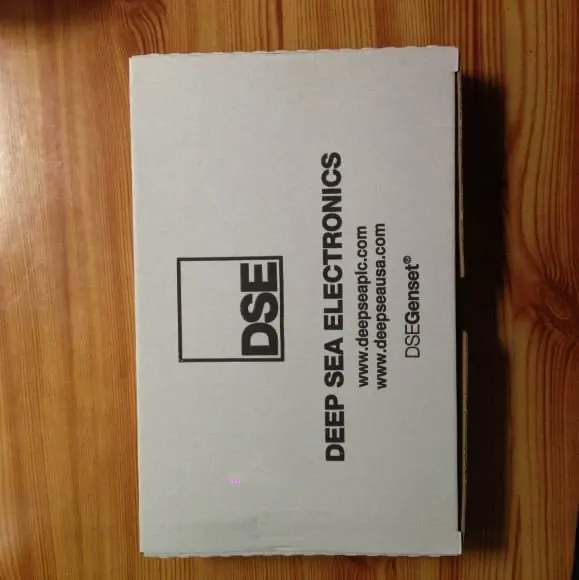 DSE
DEEP SEA ELECTRONICS
www.deepseaplc.com
www.deepseausa.com
DSEGenset®